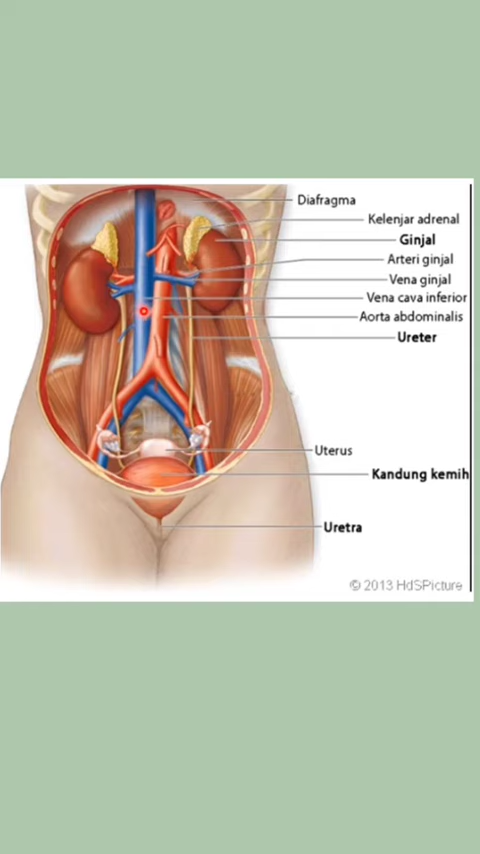 Diafragma
Kelenjar adrenal
Ginjal
Arteri ginjal
Vena ginjal
Vena cava inferior
Aorta abdominalis
Ureter
Uterus
Kandung kemih
Uretra
© 2013 HdSPicture